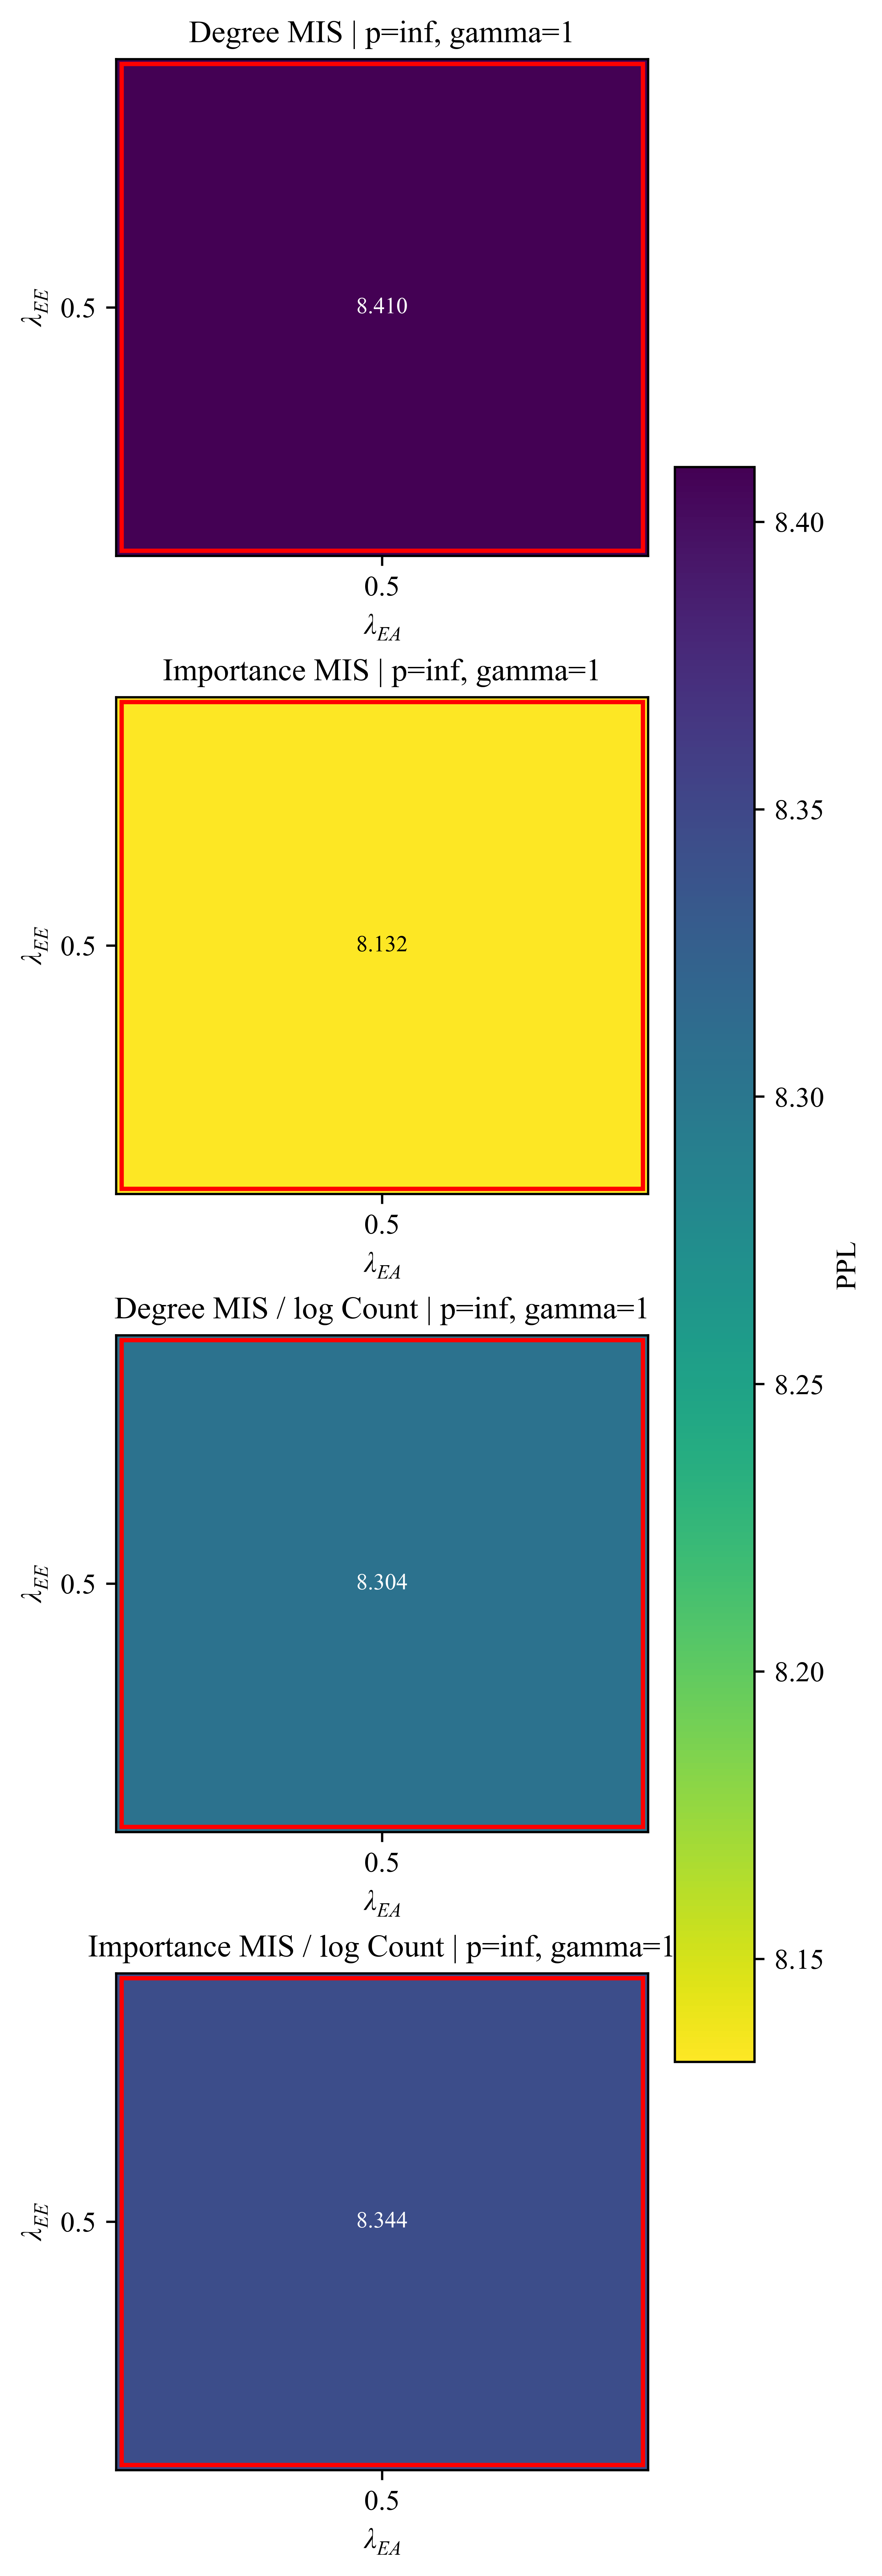 Degree MIS | p=inf, gamma=1
λEE
0.5
8.410
0.5
λEA
Importance MIS | p=inf, gamma=1
λEE
0.5
8.132
0.5
λEA
Degree MIS / log Count | p=inf, gamma=1
λEE
0.5
8.304
0.5
λEA
Importance MIS / log Count | p=inf, gamma=1
λEE
0.5
8.344
0.5
λEA
8.40
8.35
8.30
8.25
8.20
8.15
PPL